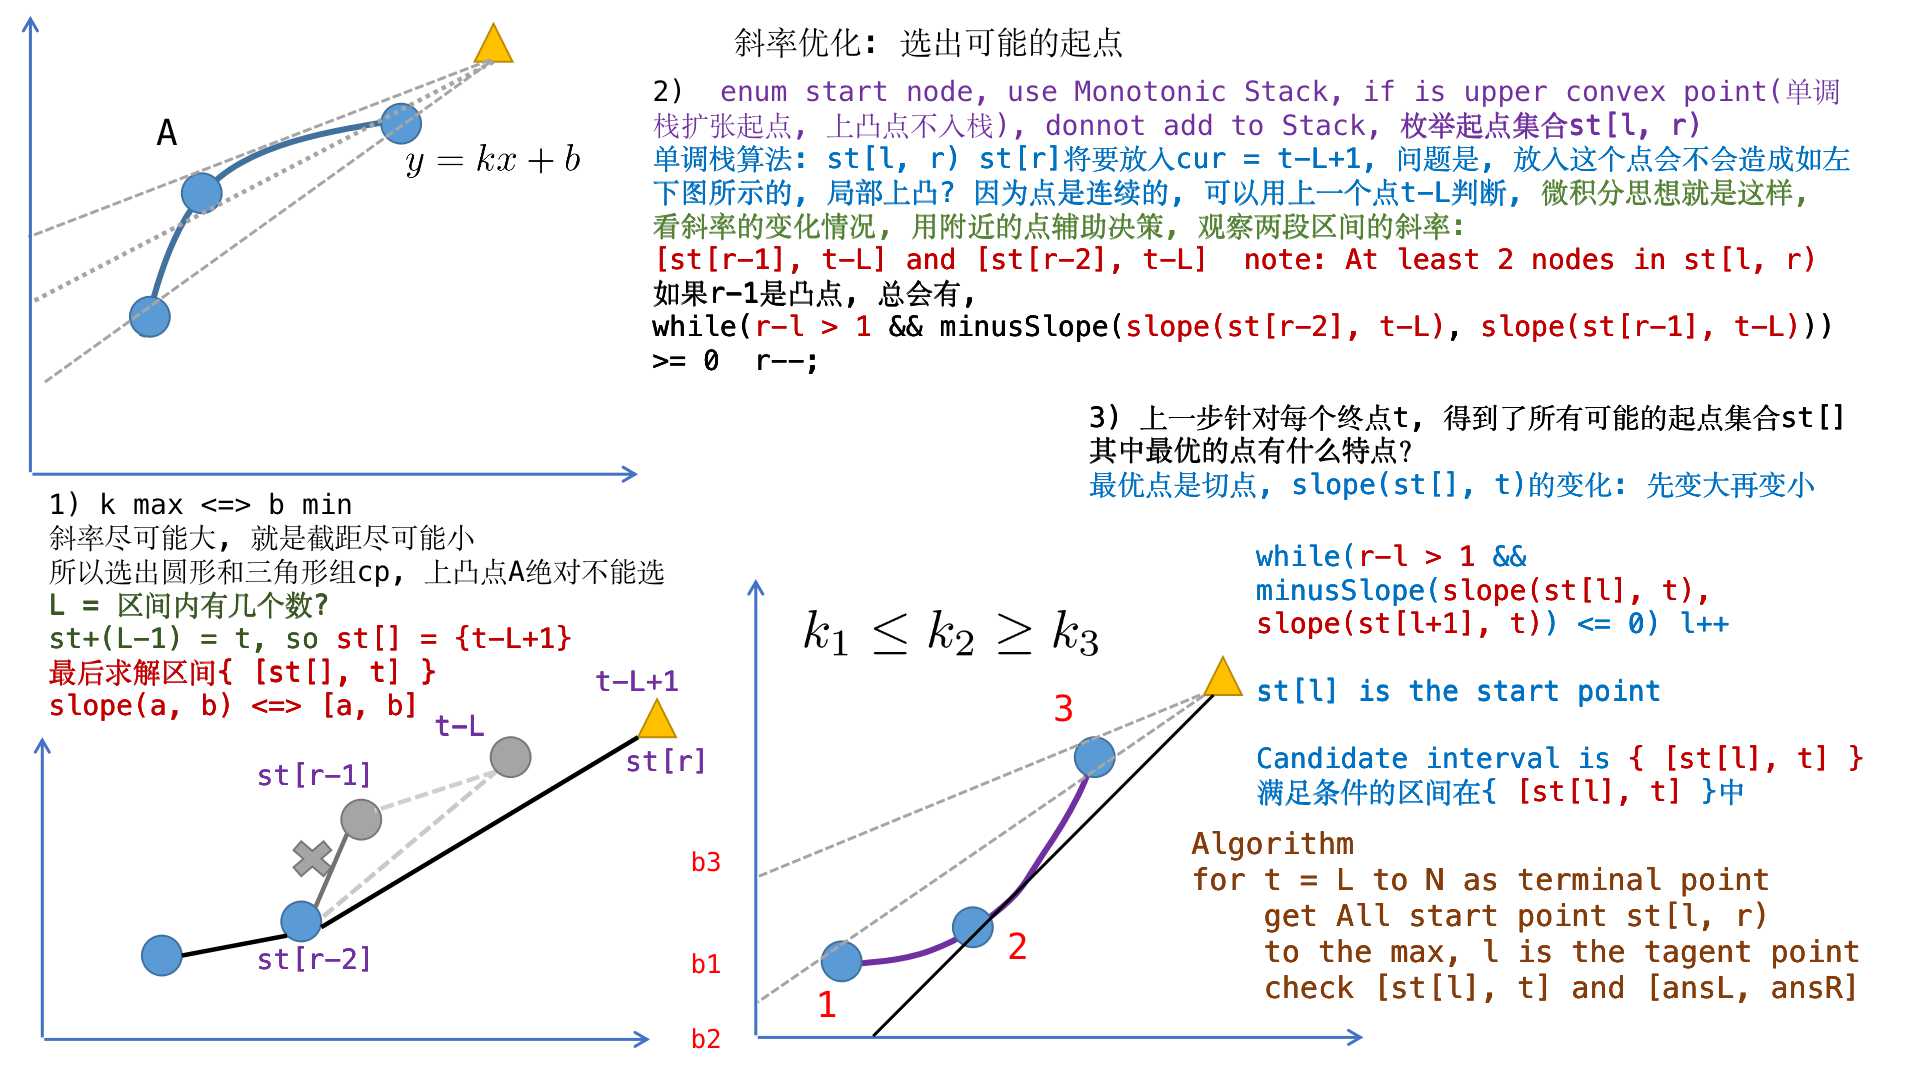 斜率优化: 选出可能的起点
A
y = kx + b
2)  enum start node, use Monotonic Stack, if is upper convex point(单调
栈扩张起点, 上凸点不入栈), donnot add to Stack, 枚举起点集合st[l, r)
单调栈算法: st[l, r) st[r]将要放入cur = t-L+1, 问题是, 放入这个点会不会造成如左
下图所示的, 局部上凸? 因为点是连续的, 可以用上一个点t-L判断, 微积分思想就是这样,
看斜率的变化情况, 用附近的点辅助决策, 观察两段区间的斜率:
[st[r-1], t-L] and [st[r-2], t-L]  note: At least 2 nodes in st[l, r)
如果r-1是凸点, 总会有,
while(r-l > 1 && minusSlope(slope(st[r-2], t-L), slope(st[r-1], t-L)))
>= 0  r--;
1) k max <=> b min
斜率尽可能大, 就是截距尽可能小
所以选出圆形和三角形组cp, 上凸点A绝对不能选
L = 区间内有几个数?
st+(L-1) = t, so st[] = {t-L+1}
最后求解区间{ [st[], t] }
slope(a, b) <=> [a, b]
t-L+1
t-L
st[r-1]
st[r]
st[r-2]
3) 上一步针对每个终点t, 得到了所有可能的起点集合st[]
其中最优的点有什么特点?
最优点是切点, slope(st[], t)的变化: 先变大再变小
while(r-l > 1 &&
minusSlope(slope(st[l], t),
slope(st[l+1], t)) <= 0) l++
st[l] is the start point
Candidate interval is { [st[l], t] }
满足条件的区间在{ [st[l], t] }中
k₁ ≤ k₂ ≥ k₃
3
2
1
b3
b1
b2
Algorithm
for t = L to N as terminal point
get All start point st[l, r)
to the max, l is the tagent point
check [st[l], t] and [ansL, ansR]